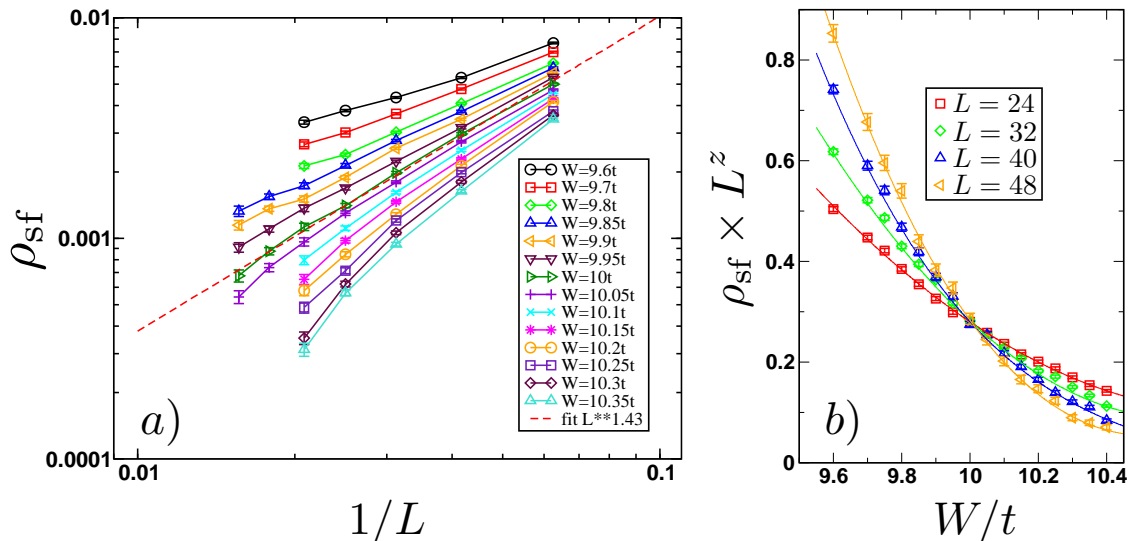 0.01
0.001
0.0001
ρsf
W=9.6t
W=9.7t
W=9.8t
W=9.85t
W=9.9t
W=9.95t
W=10t
W=10.05t
W=10.1t
W=10.15t
W=10.2t
W=10.25t
W=10.3t
W=10.35t
fit L**1.43
a)
0.01
0.1
1/L
0.8
0.6
0.4
0.2
0
ρsf × L^z
L = 24
L = 32
L = 40
L = 48
b)
9.6
9.8
10
10.2
10.4
W/t